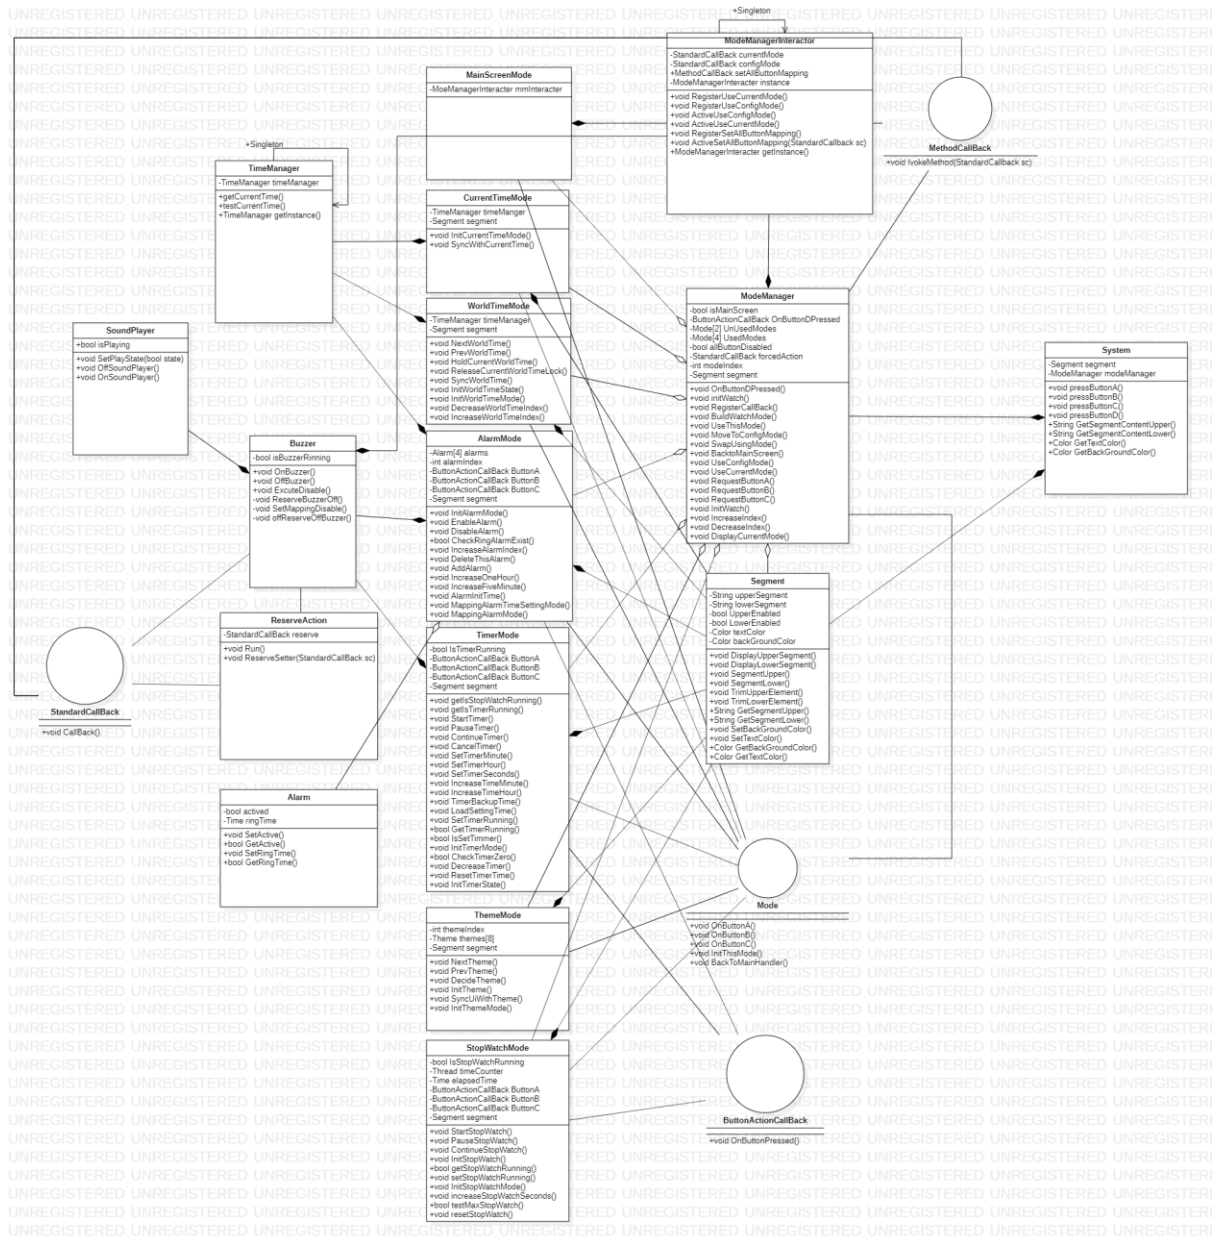 +Singleton
ModeManagerInteractor
-StandardCallBack currentMode
-StandardCallBack configMode
+MethodCallBack setAllButtonMapping
-ModeManagerInteracter instance
+void RegisterUseCurrentMode()
+void RegisterUseConfigMode()
+void ActiveUseConfigMode()
+void ActiveUseCurrentMode()
+void RegisterSetAllButtonMapping()
+void ActiveSetAllButtonMapping(StandardCallback sc)
+ModeManagerInteracter getInstance()
MainScreenMode
-MoeManagerInteracter mmInteracter
MethodCallBack
+void IvokeMethod(StandardCallback sc)
+Singleton
TimeManager
-TimeManager timeManager
+getCurrentTime()
+testCurrentTime()
+TimeManager getInstance()
CurrentTimeMode
-TimeManager timeManger
-Segment segment
+void InitCurrentTimeMode()
+void SyncWithCurrentTime()
WorldTimeMode
-TimeManager timeManager
-Segment segment
+void NextWorldTime()
+void PrevWorldTime()
+void HoldCurrentWorldTime()
+void ReleaseCurrentWorldTimeLock()
+void SyncWorldTime()
+void InitWorldTimeState()
+void InitWorldTimeMode()
+void DecreaseWorldTimeIndex()
+void IncreaseWorldTimeIndex()
ModeManager
-bool isMainScreen
-ButtonActionCallBack OnButtonDPressed
-Mode[2] UnUsedModes
-Mode[4] UsedModes
-bool allButtonDisabled
-StandardCallBack forcedAction
-int modeIndex
-Segment segment
+void OnButtonDPressed()
+void initWatch()
+void RegisterCallBack()
+void BuildWatchMode()
+void UseThisMode()
+void MoveToConfigMode()
+void SwapUsingMode()
+void BacktoMainScreen()
+void UseConfigMode()
+void UseCurrentMode()
+void RequestButtonA()
+void RequestButtonB()
+void RequestButtonC()
+void InitWatch()
+void IncreaseIndex()
+void DecreaseIndex()
+void DisplayCurrentMode()
SoundPlayer
+bool isPlaying
+void SetPlayState(bool state)
+void OffSoundPlayer()
+void OnSoundPlayer()
System
-Segment segment
-ModeManager modeManager
+void pressButtonA()
+void pressButtonB()
+void pressButtonC()
+void pressButtonD()
+String GetSegmentContentUpper()
+String GetSegmentContentLower()
+Color GetTextColor()
+Color GetBackGroundColor()
Buzzer
-bool isBuzzerRinning
+void OnBuzzer()
+void OffBuzzer()
+void ExcuteDisable()
-void ReserveBuzzerOff()
-void SetMappingDisable()
-void offReserveOffBuzzer()
AlarmMode
-Alarm[4] alarms
-int alarmIndex
-ButtonActionCallBack ButtonA
-ButtonActionCallBack ButtonB
-ButtonActionCallBack ButtonC
-Segment segment
+void InitAlarmMode()
+void EnableAlarm()
+void DisableAlarm()
+bool CheckRingAlarmExist()
+void IncreaseAlarmIndex()
+void DeleteThisAlarm()
+void AddAlarm()
+void IncreaseOneHour()
+void IncreaseFiveMinute()
+void AlarmInitTime()
+void MappingAlarmTimeSettingMode()
+void MappingAlarmMode()
Segment
-String upperSegment
-String lowerSegment
-bool UpperEnabled
-bool LowerEnabled
-Color textColor
-Color backGroundColor
+void DisplayUpperSegment()
+void DisplayLowerSegment()
+void SegmentUpper()
+void SegmentLower()
+void TrimUpperElement()
+void TrimLowerElement()
+String GetSegmentUpper()
+String GetSegmentLower()
+void SetBackGroundColor()
+void SetTextColor()
+Color GetBackGroundColor()
+Color GetTextColor()
ReserveAction
-StandardCallBack reserve
+void Run()
+void ReserveSetter(StandardCallBack sc)
StandardCallBack
+void CallBack()
TimerMode
-bool IsTimerRunning
-ButtonActionCallBack ButtonA
-ButtonActionCallBack ButtonB
-ButtonActionCallBack ButtonC
-Segment segment
+void getIsStopWatchRunning()
+void getIsTimerRunning()
+void StartTimer()
+void PauseTimer()
+void ContinueTimer()
+void CancelTimer()
+void SetTimerMinute()
+void SetTimerHour()
+void SetTimerSeconds()
+void IncreaseTimeMinute()
+void IncreaseTimeHour()
+void TimerBackupTime()
+void LoadSettingTime()
+void SetTimerRunning()
+bool GetTimerRunning()
+bool IsSetTimmer()
+void InitTimerMode()
+bool CheckTimerZero()
+void DecreaseTimer()
+void ResetTimerTime()
+void InitTimerState()
Alarm
-bool actived
-Time ringTime
+void SetActive()
+bool GetActive()
+void SetRingTime()
+bool GetRingTime()
Mode
+void OnButtonA()
+void OnButtonB()
+void OnButtonC()
+void InitThisMode()
+void BackToMainHandler()
ThemeMode
-int themeIndex
-Theme themes[8]
-Segment segment
+void NextTheme()
+void PrevTheme()
+void DecideTheme()
+void InitTheme()
+void SyncUiWithTheme()
+void InitThemeMode()
StopWatchMode
-bool IsStopWatchRunning
-Thread timeCounter
-Time elapsedTime
-ButtonActionCallBack ButtonA
-ButtonActionCallBack ButtonB
-ButtonActionCallBack ButtonC
-Segment segment
+void StartStopWatch()
+void PauseStopWatch()
+void ContinueStopWatch()
+void InitStopWatch()
+bool getStopWatchRunning()
+void setStopWatchRunning()
+void InitStopWatchMode()
+void increaseStopWatchSeconds()
+bool testMaxStopWatch()
+void resetStopWatch()
ButtonActionCallBack
+void OnButtonPressed()